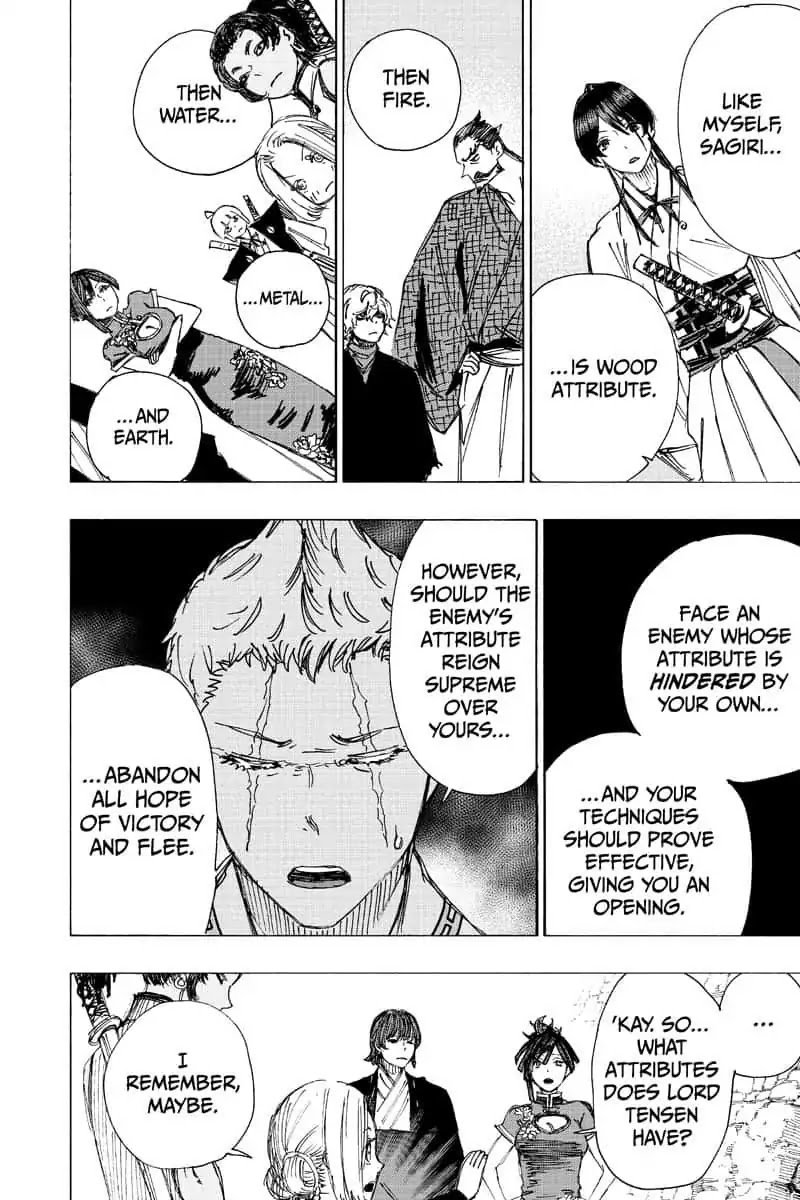 LIKE
MYSELF,
SAGIRI...
...IS WOOD
ATTRIBUTE.
THEN
FIRE.
THEN
WATER...
...METAL...
...AND
EARTH.
FACE AN
ENEMY WHOSE
ATTRIBUTE IS
HINDERED BY
YOUR OWN...
...AND YOUR
TECHNIQUES
SHOULD PROVE
EFFECTIVE,
GIVING YOU AN
OPENING.
HOWEVER,
SHOULD THE
ENEMY'S
ATTRIBUTE
REIGN
SUPREME
OVER
YOURS...
...ABANDON
ALL HOPE
OF VICTORY
AND FLEE.
...
'KAY. SO...
WHAT
ATTRIBUTES
DOES LORD
TENSEN
HAVE?
I
REMEMBER,
MAYBE.